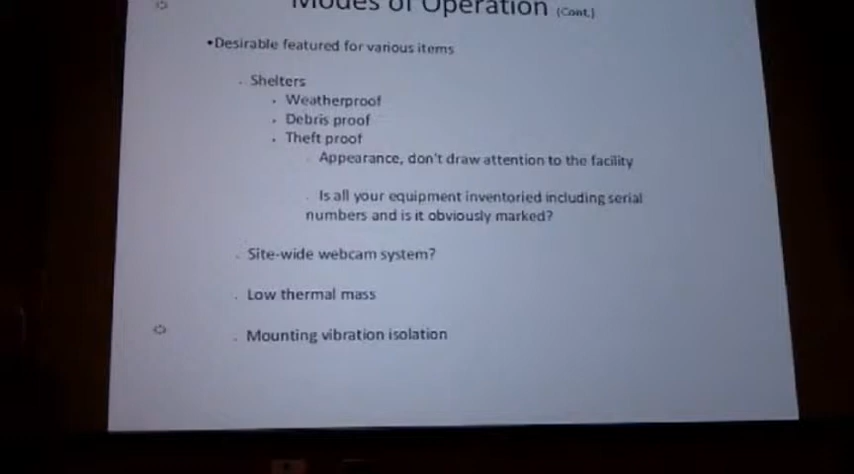 Modes of Operation (Cont.)
•Desirable featured for various items
. Shelters
• Weatherproof
• Debris proof
• Theft proof
. Appearance, don't draw attention to the facility
. Is all your equipment inventoried including serial
numbers and is it obviously marked?
. Site-wide webcam system?
. Low thermal mass
. Mounting vibration isolation